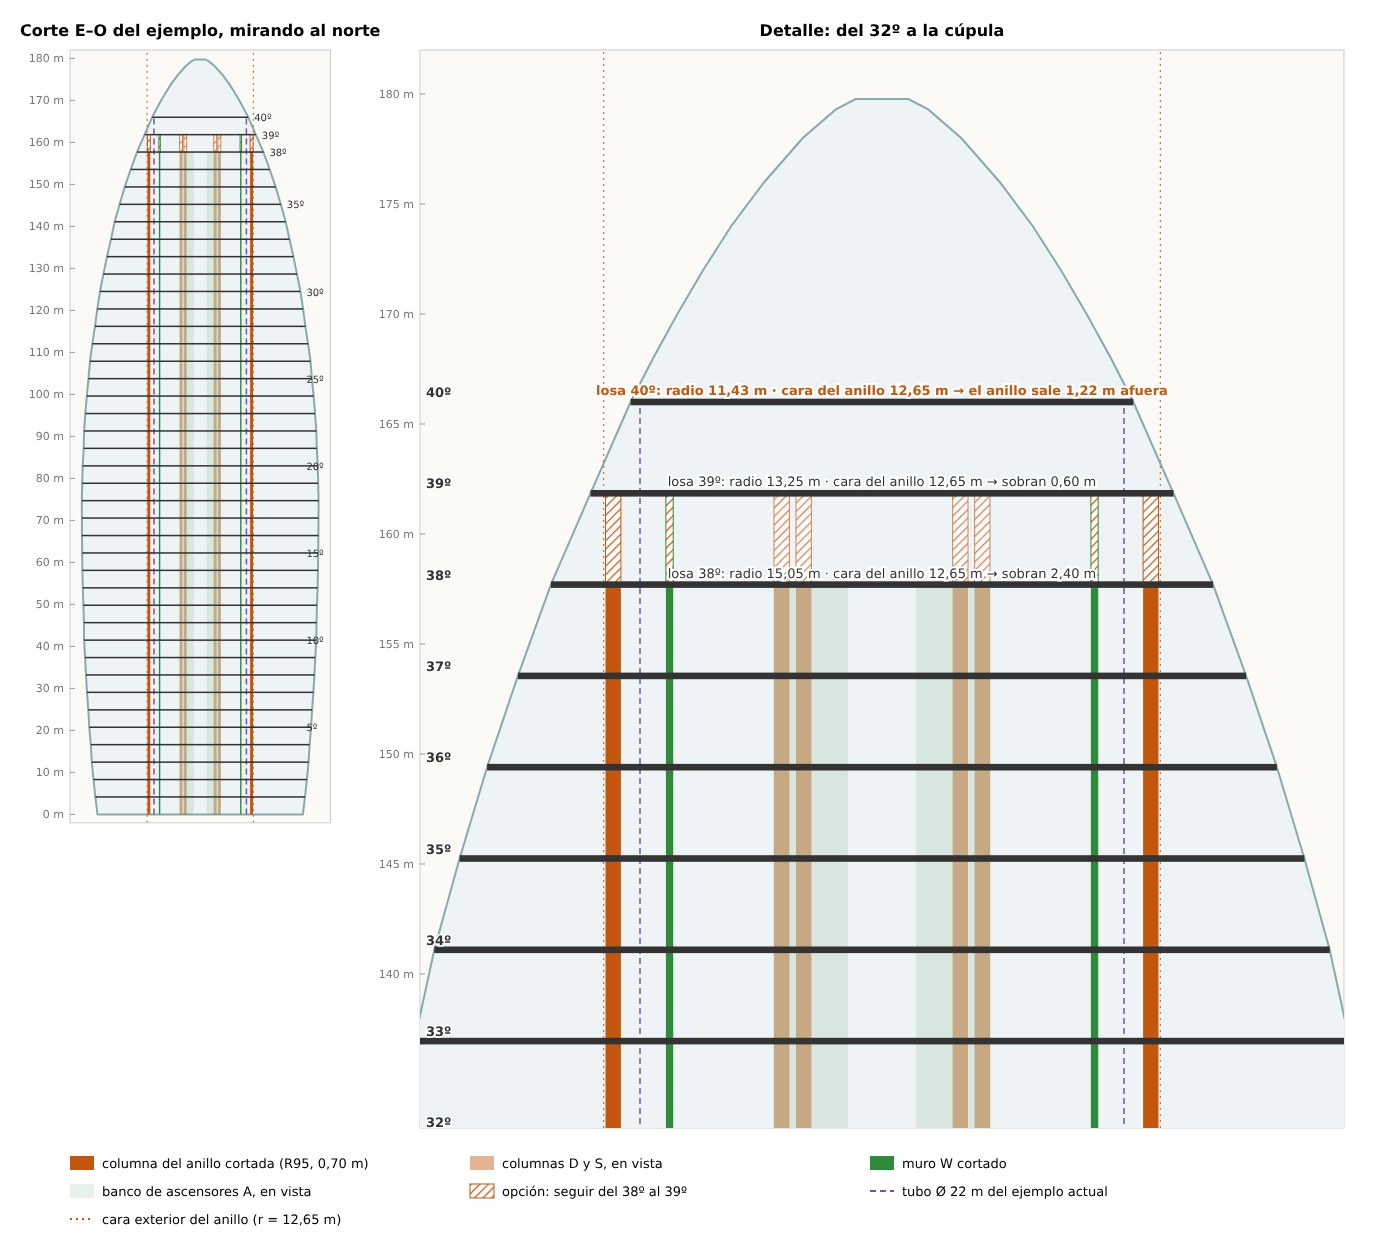 Corte E–O del ejemplo, mirando al norte
Detalle: del 32º a la cúpula
180 m
170 m
160 m
150 m
140 m
130 m
120 m
110 m
100 m
90 m
80 m
70 m
60 m
50 m
40 m
30 m
20 m
10 m
0 m
40º
39º
38º
35º
30º
25º
20º
15º
10º
5º
180 m
175 m
170 m
165 m
160 m
155 m
150 m
145 m
140 m
40º
39º
38º
37º
36º
35º
34º
33º
32º
losa 40º: radio 11,43 m · cara del anillo 12,65 m → el anillo sale 1,22 m afuera
losa 39º: radio 13,25 m · cara del anillo 12,65 m → sobran 0,60 m
losa 38º: radio 15,05 m · cara del anillo 12,65 m → sobran 2,40 m
columna del anillo cortada (R95, 0,70 m)
columnas D y S, en vista
muro W cortado
banco de ascensores A, en vista
opción: seguir del 38º al 39º
tubo Ø 22 m del ejemplo actual
cara exterior del anillo (r = 12,65 m)